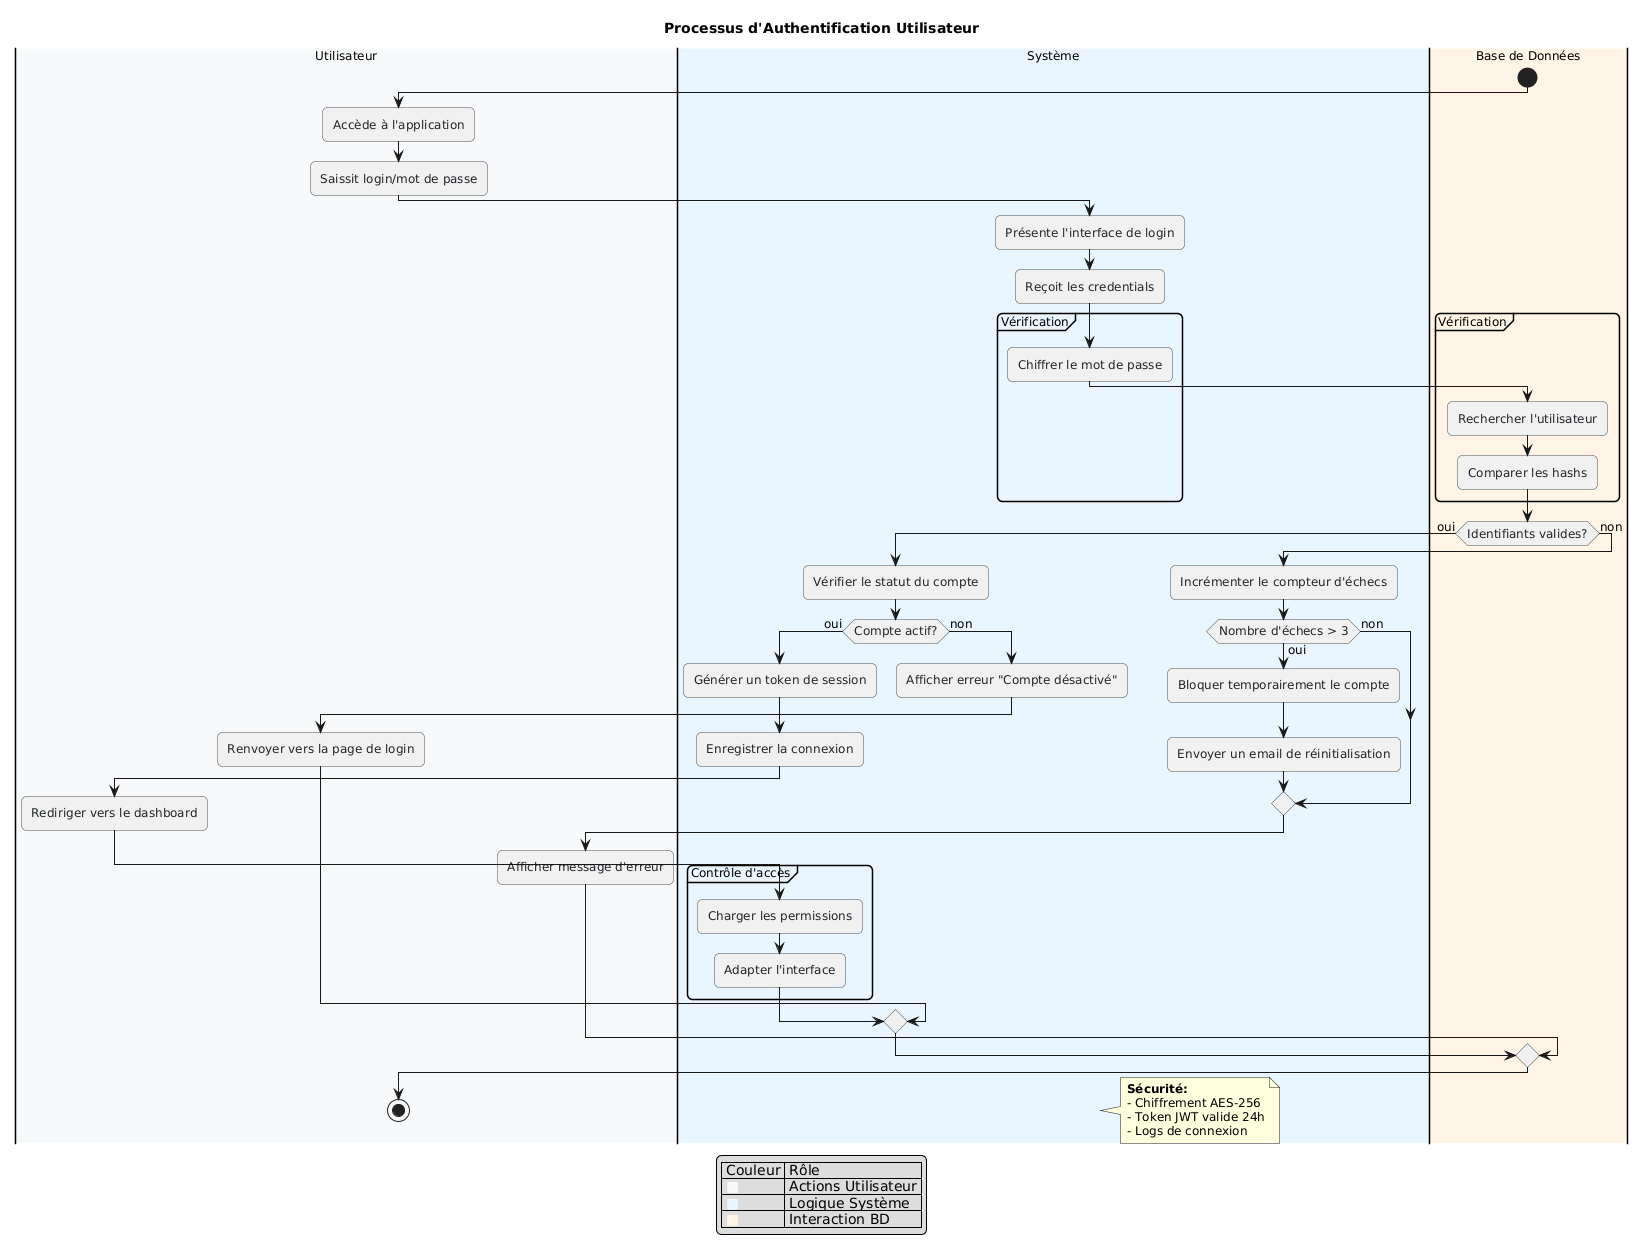 Processus d'Authentification Utilisateur
Utilisateur
Système
Base de Données
Accède à l'application
Saissit login/mot de passe
Présente l'interface de login
Reçoit les credentials
Vérification
Vérification
Chiffrer le mot de passe
Rechercher l'utilisateur
Comparer les hashs
oui
Identifiants valides?
non
Vérifier le statut du compte
Incrémenter le compteur d'échecs
oui
Compte actif?
non
Nombre d'échecs > 3
non
oui
Générer un token de session
Afficher erreur "Compte désactivé"
Bloquer temporairement le compte
Renvoyer vers la page de login
Enregistrer la connexion
Envoyer un email de réinitialisation
Rediriger vers le dashboard
Afficher message d'erreur
Contrôle d'accès
Charger les permissions
Adapter l'interface
Sécurité:
- Chiffrement AES-256
- Token JWT valide 24h
- Logs de connexion
Couleur Rôle
Actions Utilisateur
Logique Système
Interaction BD